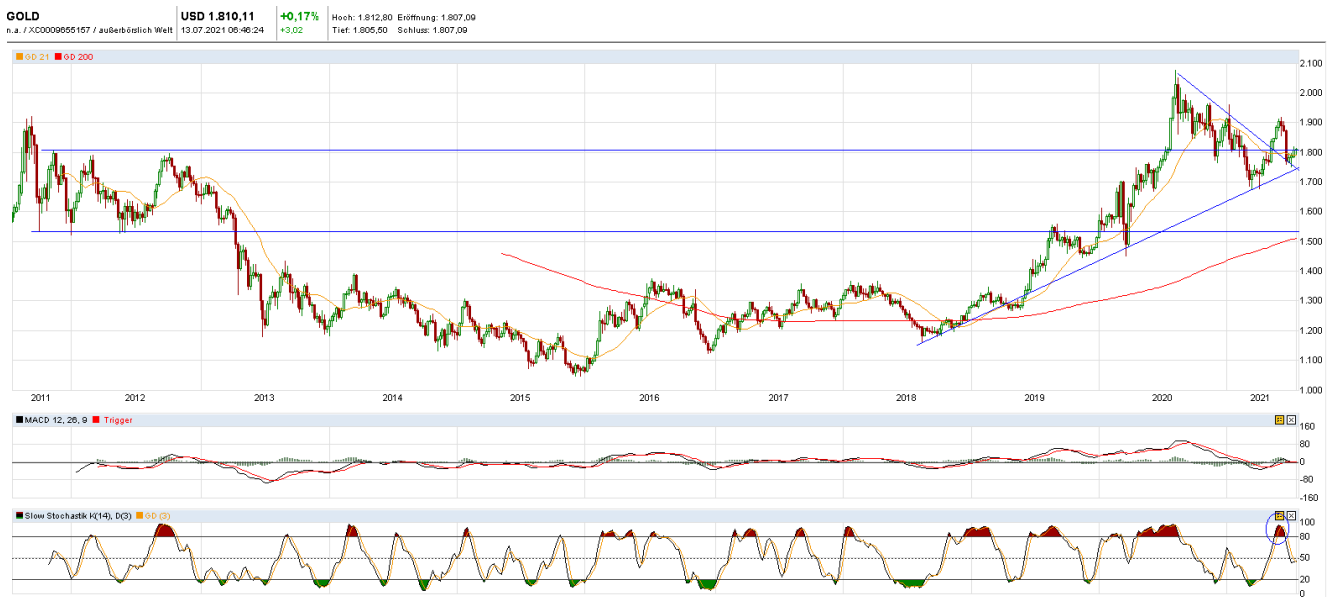 GOLD
n.a. / XC0009655157 / außerbörslich Welt
USD 1.810,11
13.07.2021 06:46:24
+0,17%
+3,02
Hoch: 1.812,80 Eröffnung: 1.807,09
Tief: 1.805,50 Schluss: 1.807,09
GD 21 GD 200
2.100
2.000
1.900
1.800
1.700
1.600
1.500
1.400
1.300
1.200
1.100
1.000
2011 2012 2013 2014 2015 2016 2017 2018 2019 2020 2021
MACD 12, 26, 9 Trigger
160
80
0
-80
-160
Slow Stochastik K(14), D(3) GD (3)
100
80
50
20
0